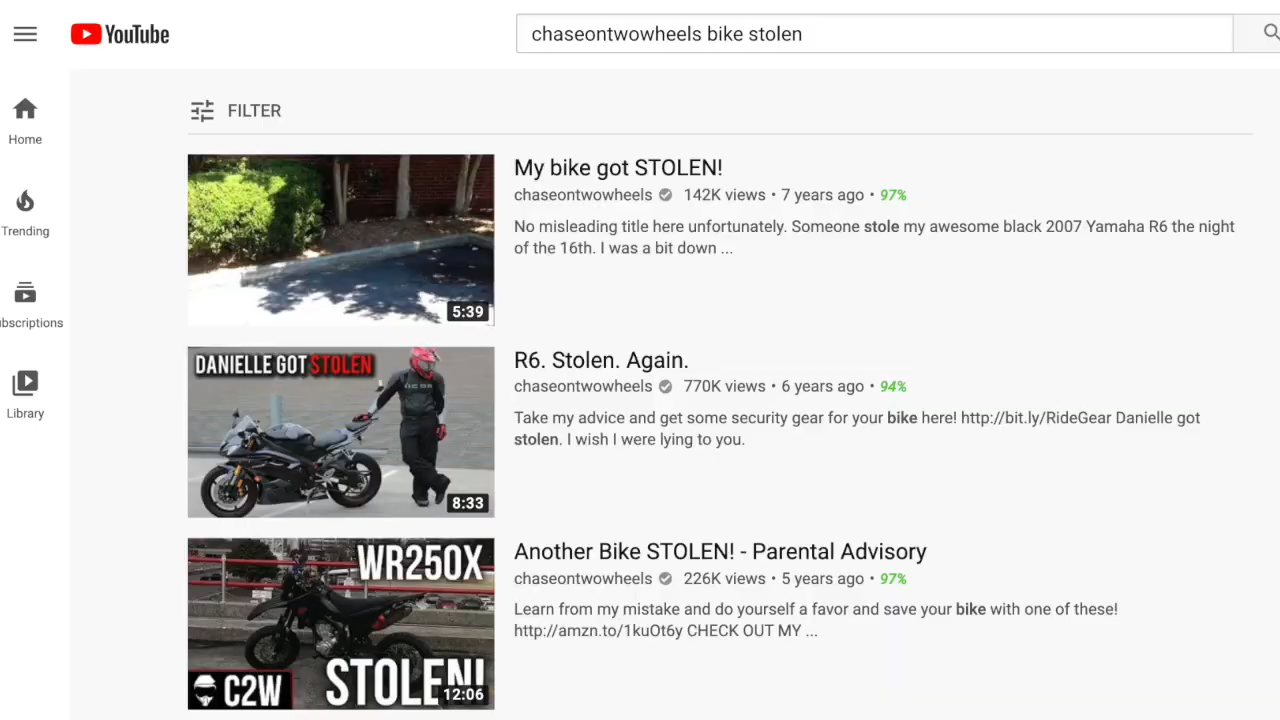 YouTube
chaseontwowheels bike stolen
Home
Trending
bscriptions
Library
FILTER
5:39
My bike got STOLEN!
chaseontwowheels 142K views • 7 years ago • 97%
No misleading title here unfortunately. Someone stole my awesome black 2007 Yamaha R6 the night
of the 16th. I was a bit down ...
DANIELLE GOT STOLEN
8:33
R6. Stolen. Again.
chaseontwowheels 770K views • 6 years ago • 94%
Take my advice and get some security gear for your bike here! http://bit.ly/RideGear Danielle got
stolen. I wish I were lying to you.
WR250X
C2W
STOLEN!
12:06
Another Bike STOLEN! - Parental Advisory
chaseontwowheels 226K views • 5 years ago • 97%
Learn from my mistake and do yourself a favor and save your bike with one of these!
http://amzn.to/1kuOt6y CHECK OUT MY ...